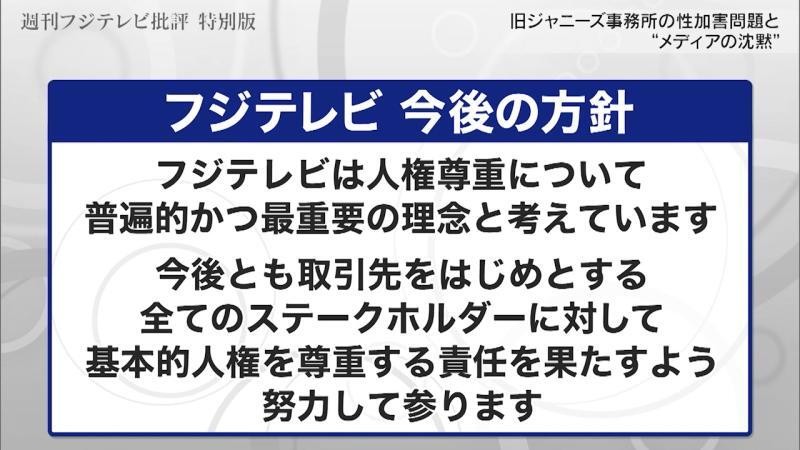 週刊フジテレビ批評 特別版
旧ジャニーズ事務所の性加害問題と
“メディアの沈黙”
フジテレビ 今後の方針
フジテレビは人権尊重について
普遍的かつ最重要の理念と考えています
今後とも取引先をはじめとする
全てのステークホルダーに対して
基本的人権を尊重する責任を果たすよう
努力して参ります